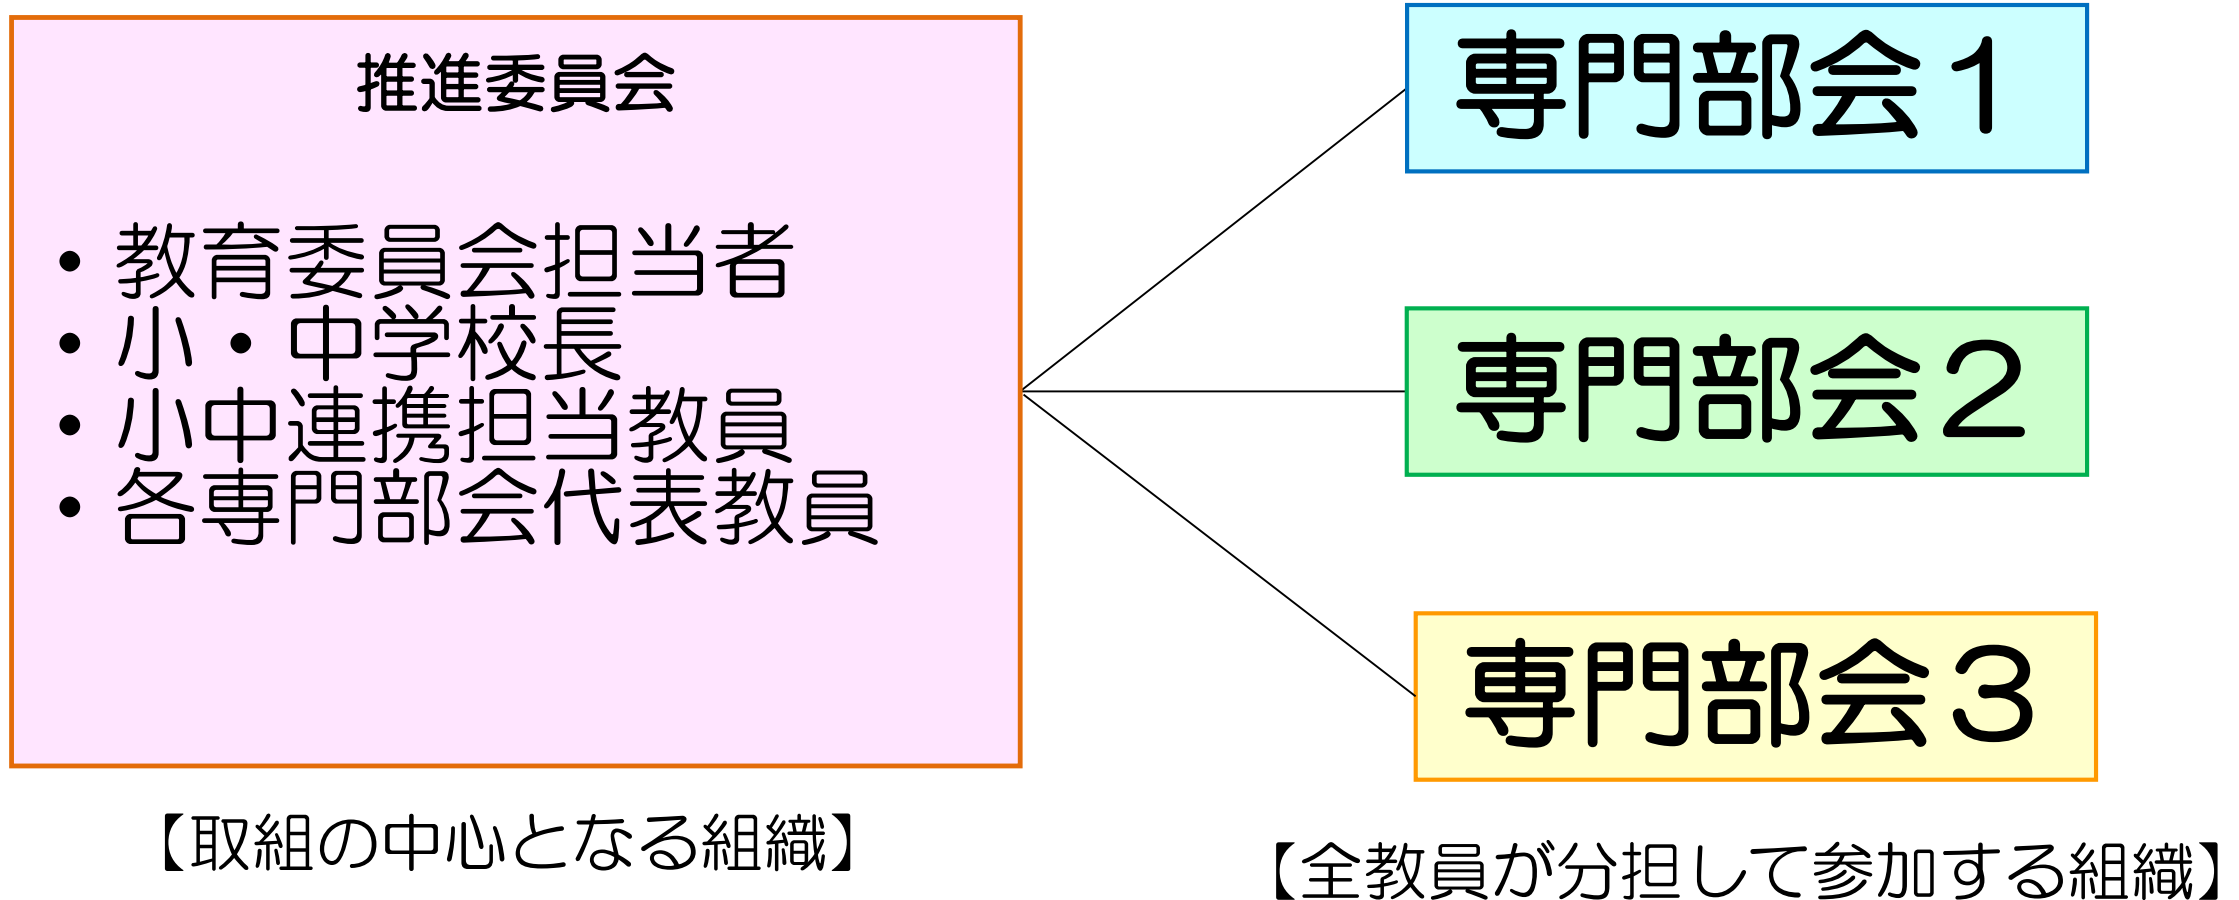 推進委員会
• 教育委員会担当者
• 小・中学校長
• 小中連携担当教員
• 各専門部会代表教員
【取組の中心となる組織】
専門部会１
専門部会２
専門部会３
【全教員が分担して参加する組織】